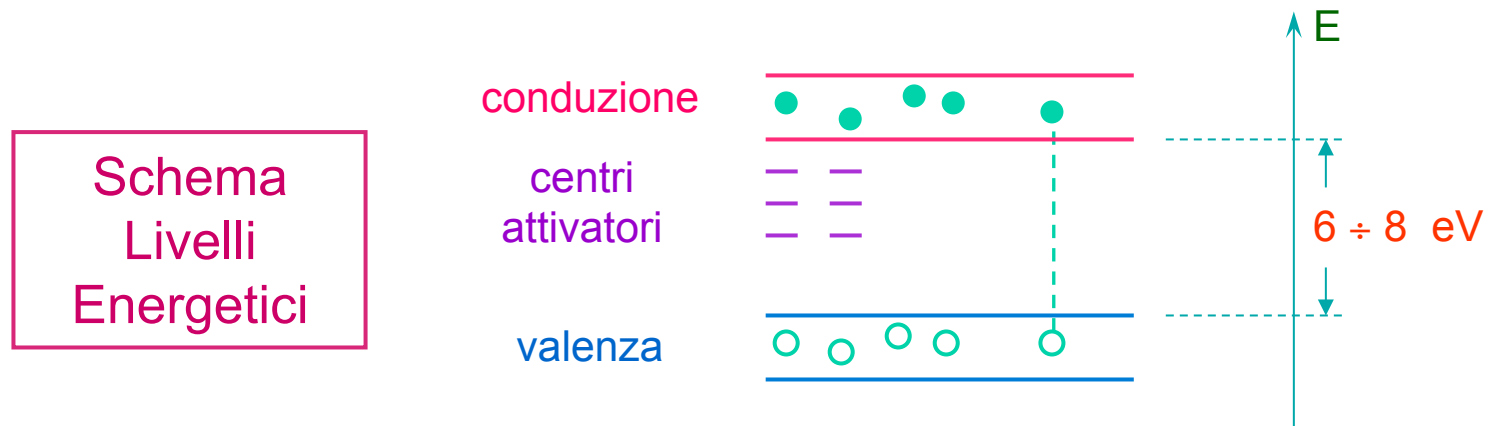 Schema
Livelli
Energetici
conduzione
centri
attivatori
valenza
E
6 ÷ 8 eV